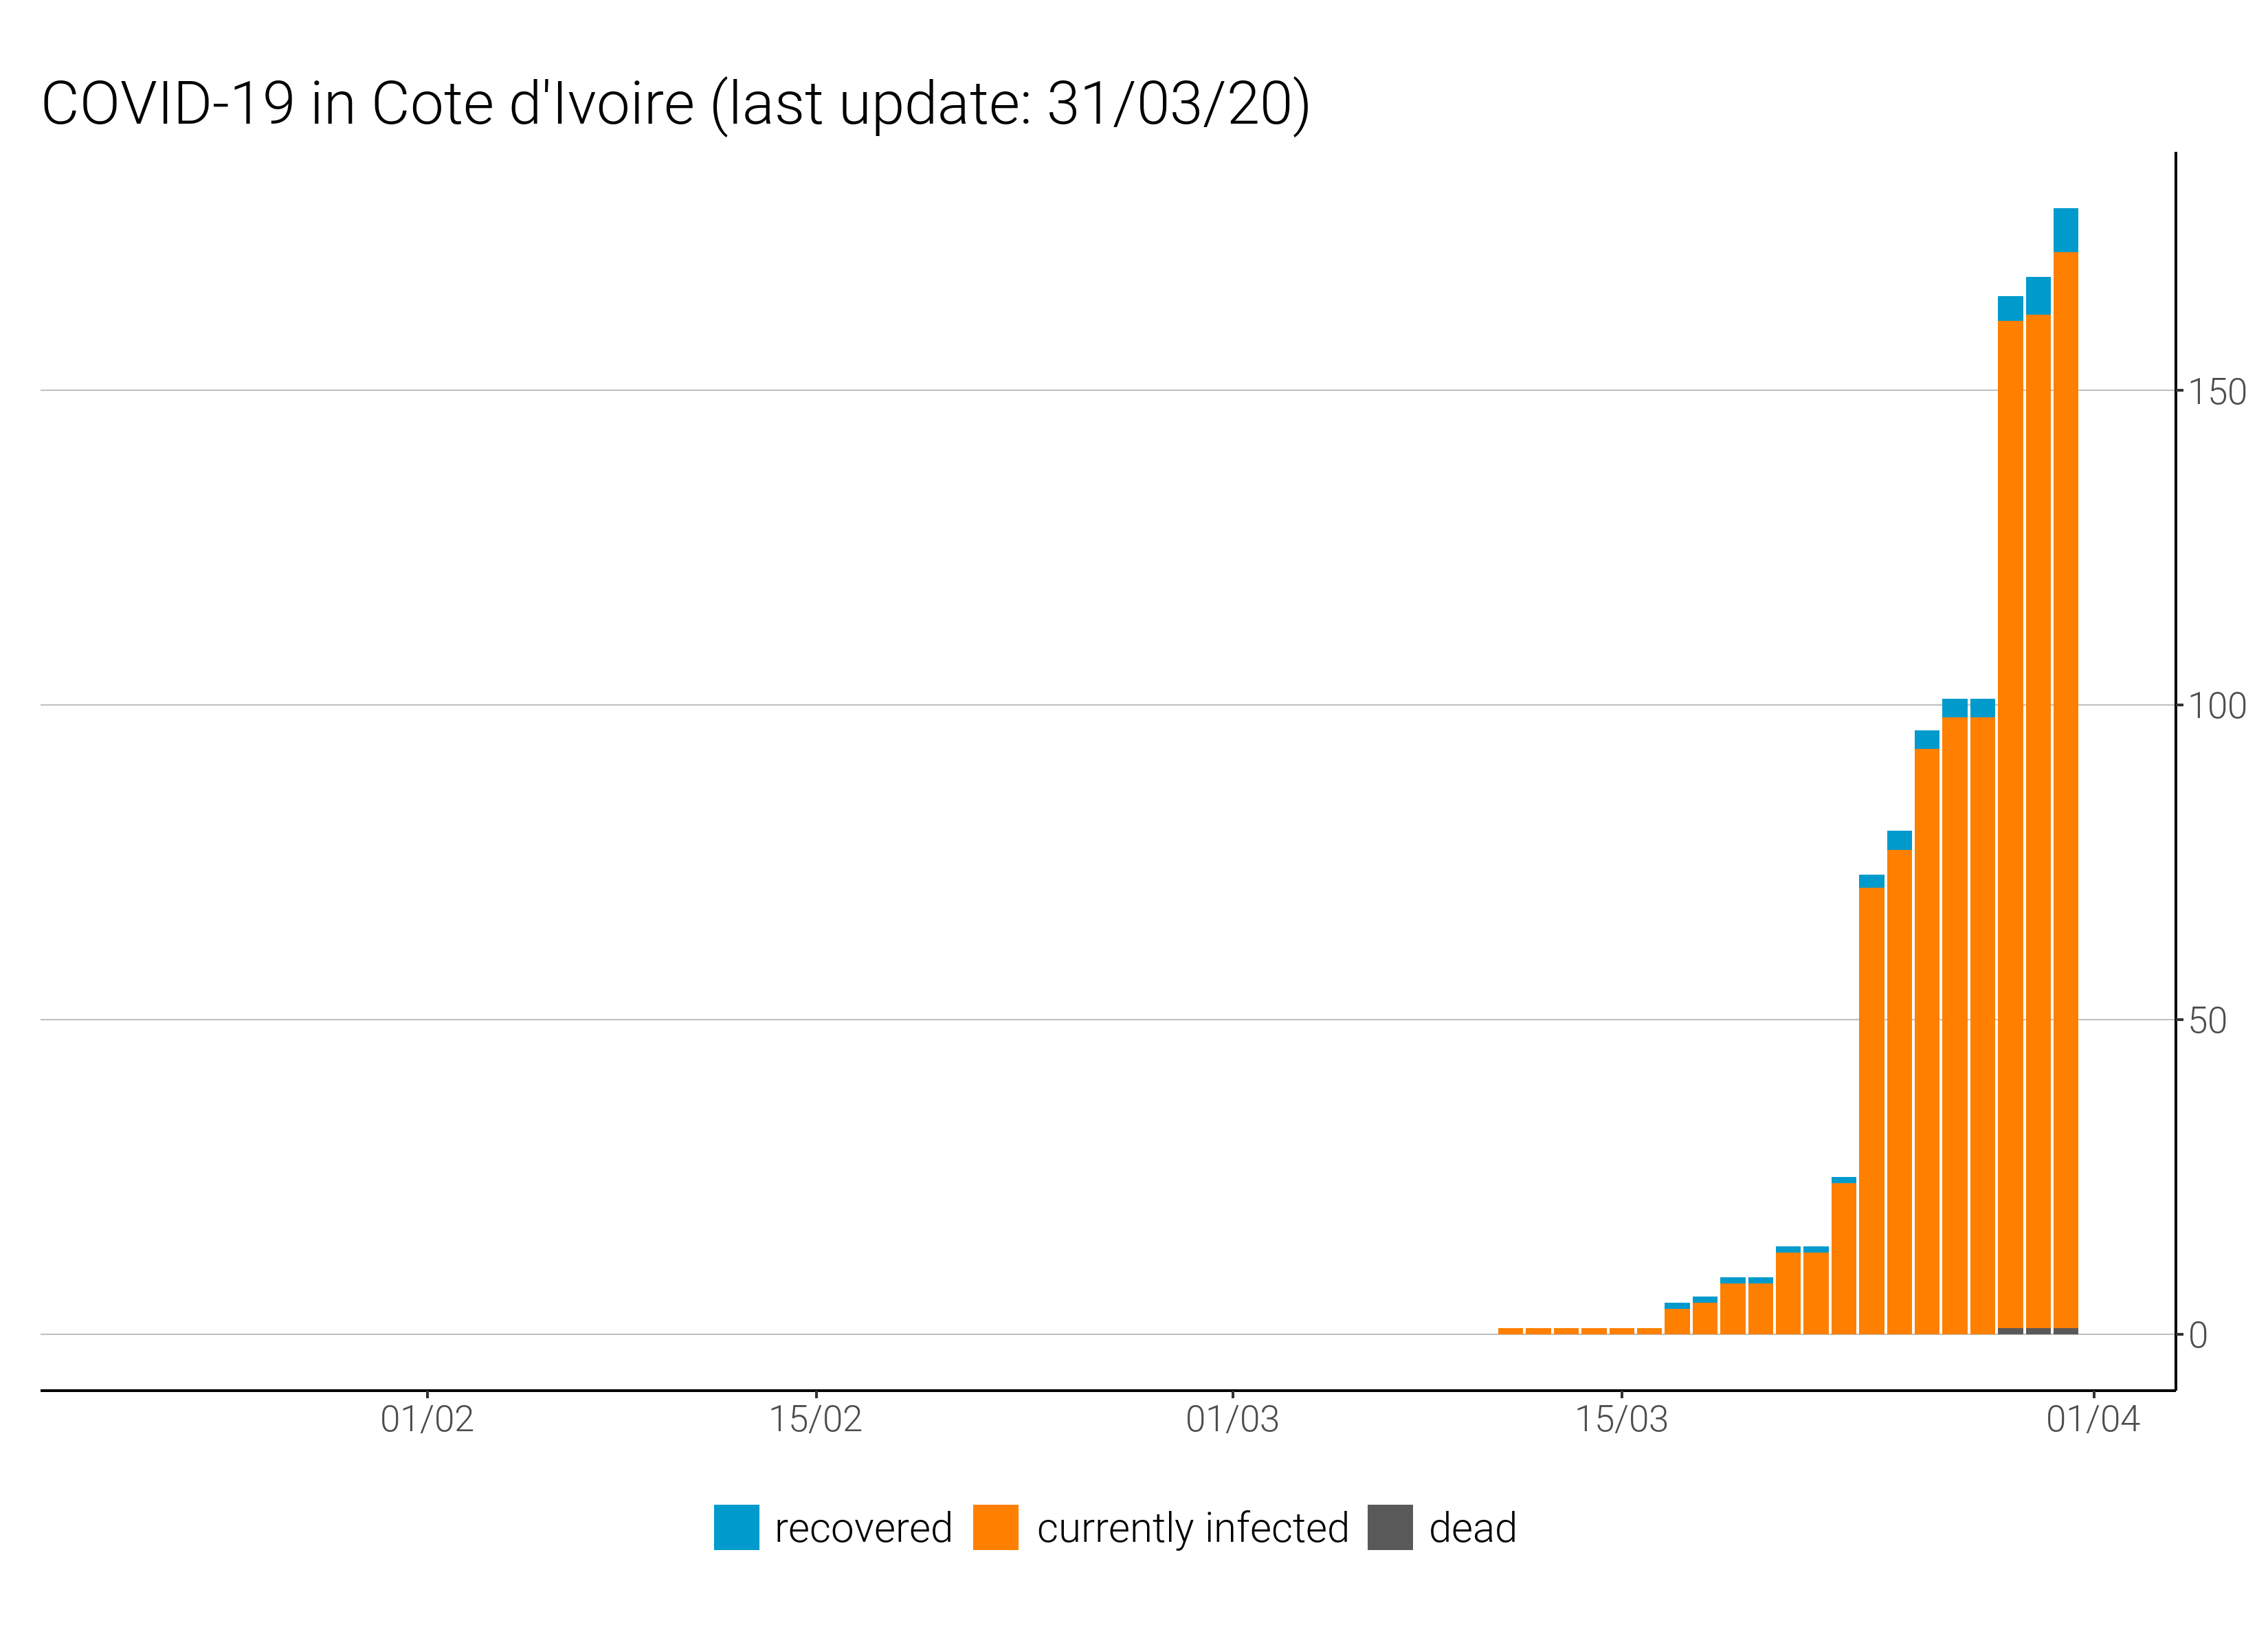 COVID-19 in Cote d'Ivoire (last update: 31/03/20)
150
100
50
0
01/02 15/02 01/03 15/03 01/04
recovered currently infected dead